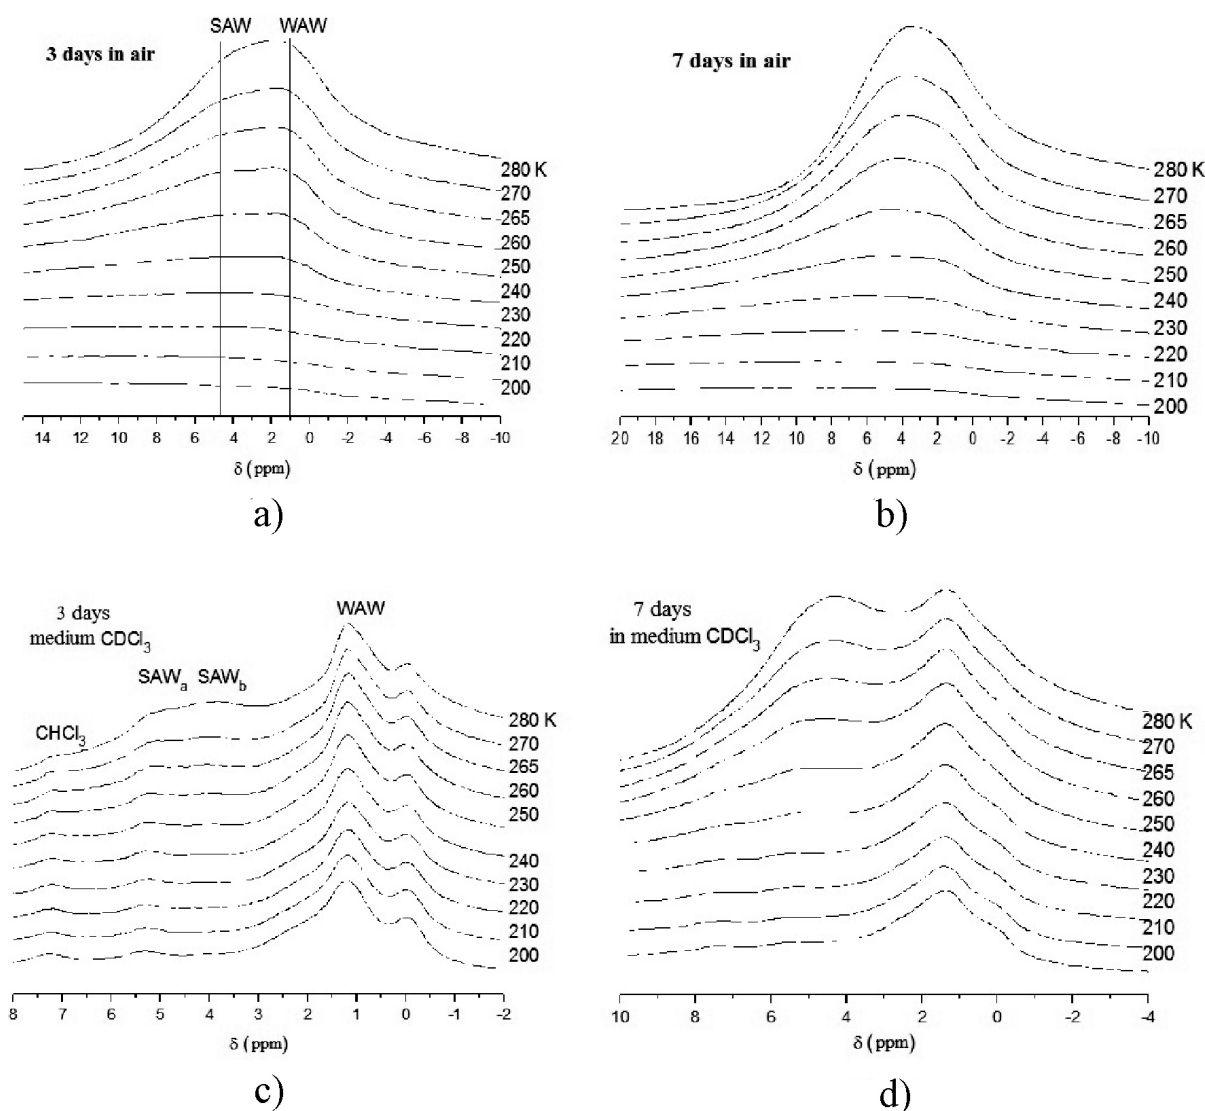 SAW WAW
3 days in air
280 K
270
265
260
250
240
230
220
210
200
14 12 10 8 6 4 2 0 -2 -4 -6 -8 -10
δ (ppm)
a)
7 days in air
280 K
270
265
260
250
240
230
220
210
200
20 18 16 14 12 10 8 6 4 2 0 -2 -4 -6 -8 -10
δ (ppm)
b)
3 days
medium CDCl3
WAW
SAWa SAWb
CHCl3
280 K
270
265
260
250
240
230
220
210
200
8 7 6 5 4 3 2 1 0 -1 -2
δ (ppm)
c)
7 days
in medium CDCl3
280 K
270
265
260
250
240
230
220
210
200
10 8 6 4 2 0 -2 -4
δ (ppm)
d)